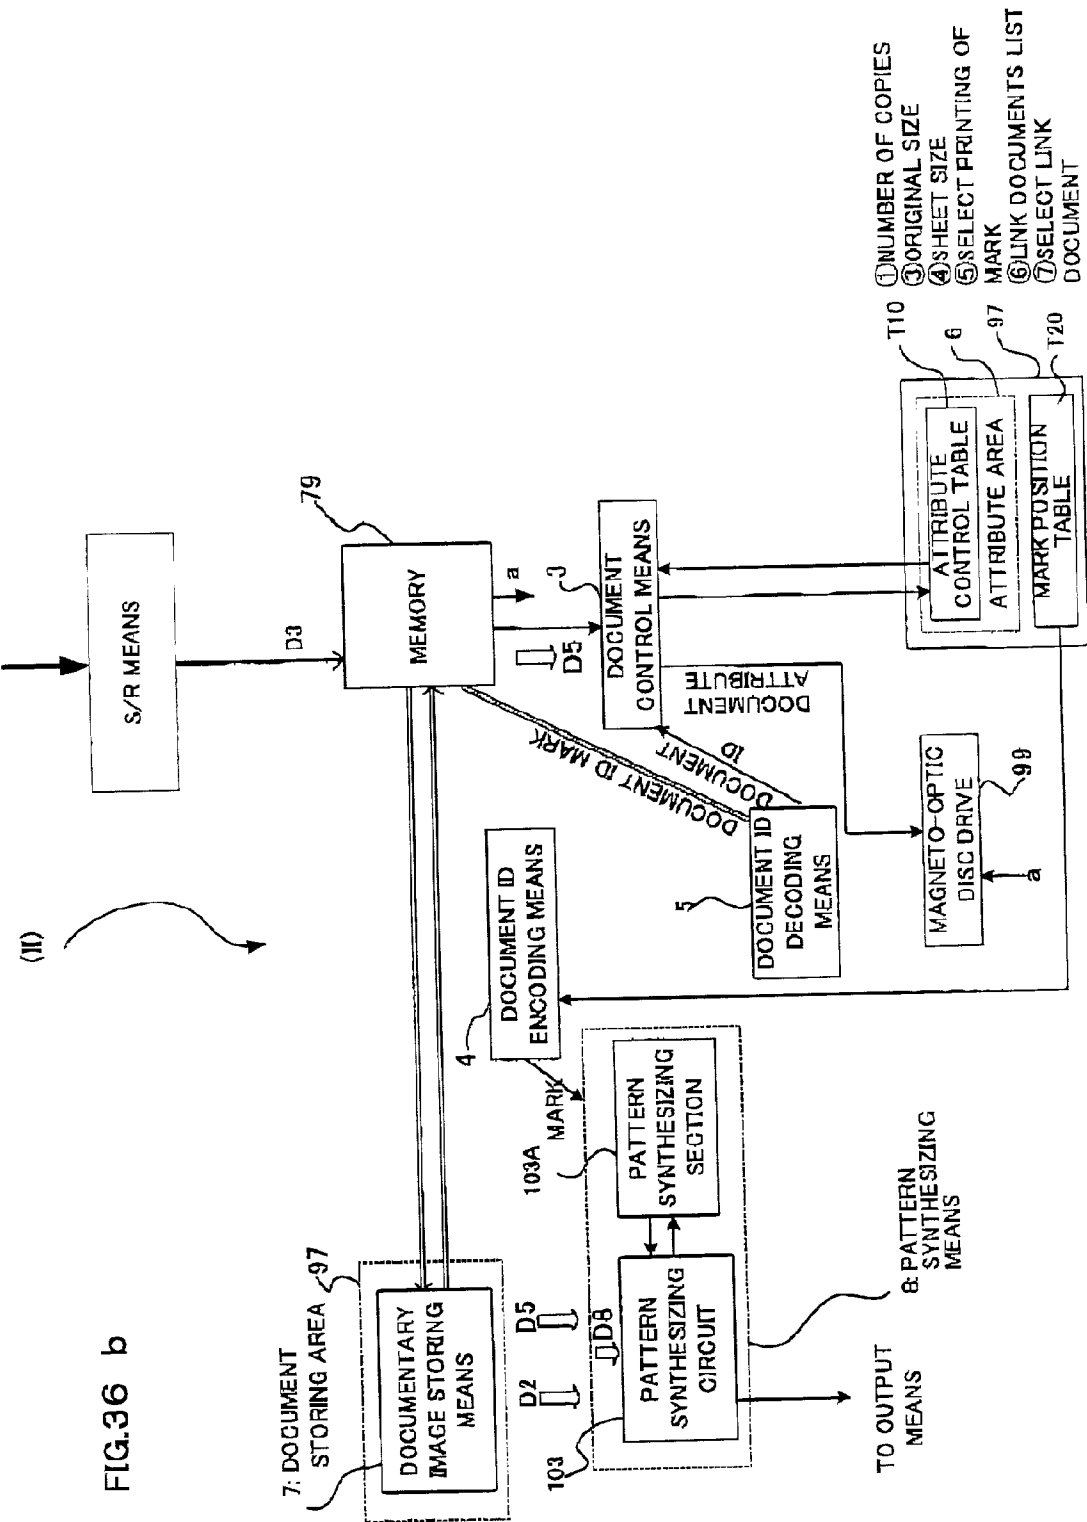 FIG.36 b
(II)
S/R MEANS
D3
79
MEMORY
a
D5
3
DOCUMENT
CONTROL MEANS
DOCUMENT
ATTRIBUTE
DOCUMENT
ID
DOCUMENT ID MARK
7: DOCUMENT
STORING AREA
97
DOCUMENTARY
IMAGE STORING
MEANS
4
DOCUMENT ID
ENCODING MEANS
MARK
5
DOCUMENT ID
DECODING
MEANS
MAGNETO-OPTIC
DISC DRIVE
99
a
T10
6
97
T20
ATTRIBUTE
CONTROL TABLE
ATTRIBUTE AREA
MARK POSITION
TABLE
①NUMBER OF COPIES
③ORIGINAL SIZE
④SHEET SIZE
⑤SELECT PRINTING OF
MARK
⑥LINK DOCUMENTS LIST
⑦SELECT LINK
DOCUMENT
D2
D5
D8
103A
PATTERN
SYNTHESIZING
SECTION
103
PATTERN
SYNTHESIZING
CIRCUIT
8: PATTERN
SYNTHESIZING
MEANS
TO OUTPUT
MEANS